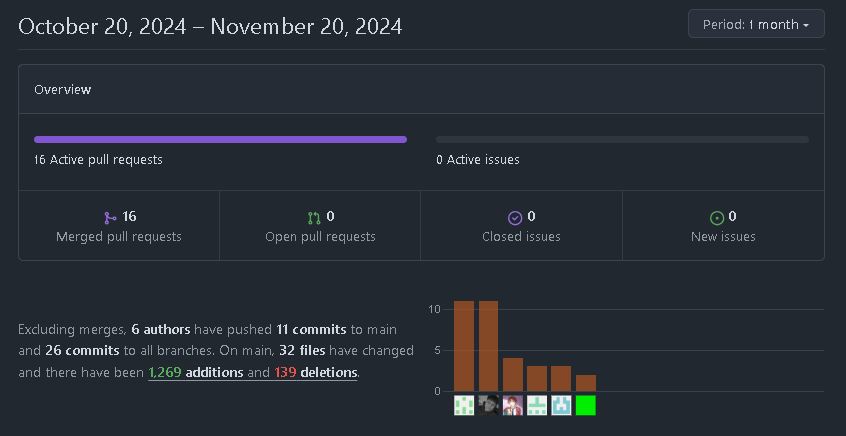 October 20, 2024 – November 20, 2024
Period: 1 month
Overview
16 Active pull requests
0 Active issues
16
Merged pull requests
0
Open pull requests
0
Closed issues
0
New issues
Excluding merges, 6 authors have pushed 11 commits to main
and 26 commits to all branches. On main, 32 files have changed
and there have been 1,269 additions and 139 deletions.
10
5
0